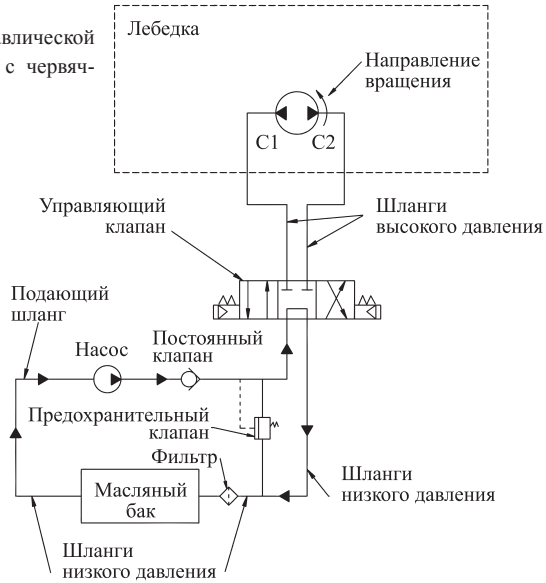 авлической
с червяч-
Лебедка
Направление
вращения
C1
C2
Управляющий
клапан
Шланги
высокого давления
Подающий
шланг
Насос
Постоянный
клапан
Предохранительный
клапан
Фильтр
Масляный
бак
Шланги
низкого давления
Шланги
низкого давления